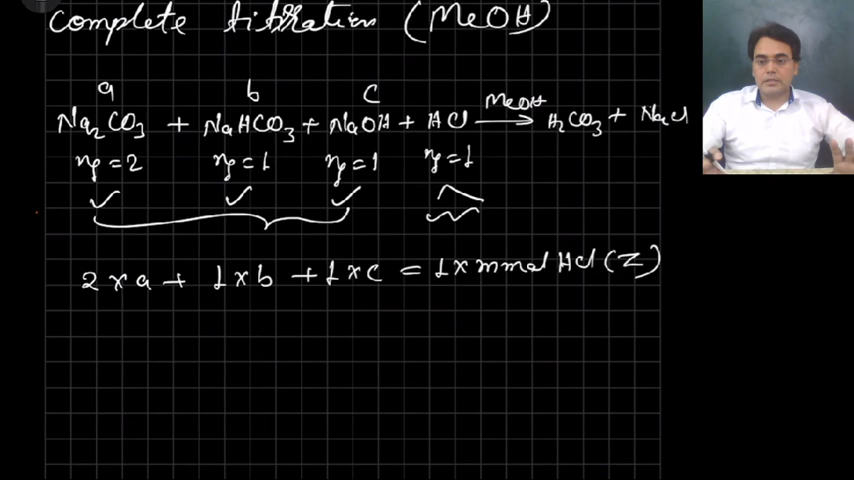 complete titration (MeOH)
a b c
Na2CO3 + NaHCO3 + NaOH + HCl MeOH → H2CO3 + NaCl
nf = 2 nf = 1 nf = 1 nf = 1
2 x a + 1 x b + 1 x c = 1 x mmol HCl (Z)